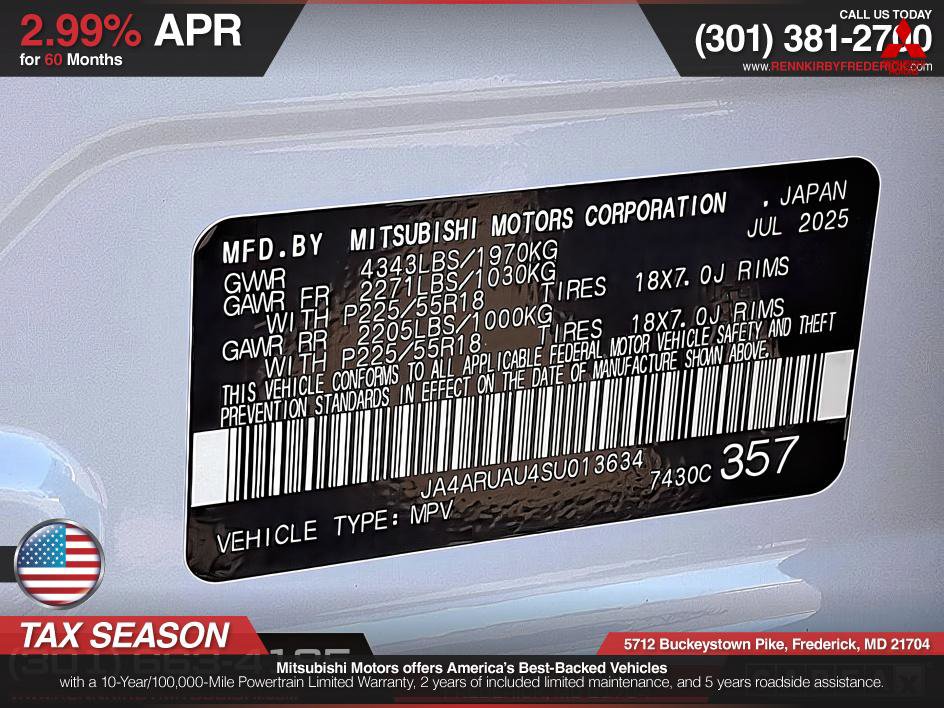 2.99% APR
for 60 Months
CALL US TODAY
(301) 381-2700
www.RENNKIRBYFREDERICK.com
MFD.BY MITSUBISHI MOTORS CORPORATION . JAPAN
JUL 2025
GWWR 4343LBS/1970KG
GAWR FR 2271LBS/1030KG
WITH P225/55R18 TIRES 18X7.0J RIMS
GAWR RR 2205LBS/1000KG
WITH P225/55R18 TIRES 18X7.0J RIMS
THIS VEHICLE CONFORMS TO ALL APPLICABLE FEDERAL MOTOR VEHICLE SAFETY AND THEFT
PREVENTION STANDARDS IN EFFECT ON THE DATE OF MANUFACTURE SHOWN ABOVE.
JA4ARUAU4SU013634
7430C 357
VEHICLE TYPE: MPV
TAX SEASON
5712 Buckeystown Pike, Frederick, MD 21704
Mitsubishi Motors offers America's Best-Backed Vehicles
with a 10-Year/100,000-Mile Powertrain Limited Warranty, 2 years of included limited maintenance, and 5 years roadside assistance.